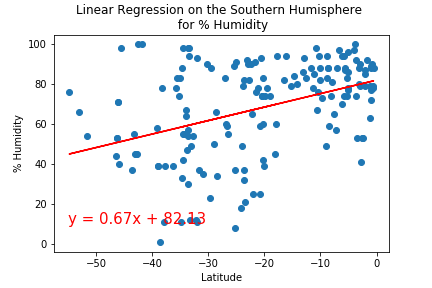 Linear Regression on the Southern Humisphere
for % Humidity
100
80
60
40
20
0
% Humidity
y = 0.67x + 82.13
−50
−40
−30
−20
−10
0
Latitude